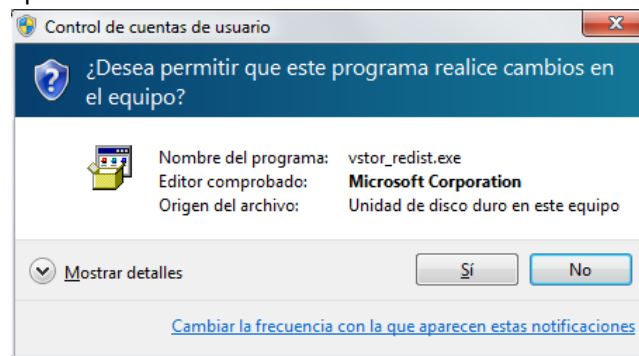 Control de cuentas de usuario
¿Desea permitir que este programa realice cambios en
el equipo?
Nombre del programa: vstor_redist.exe
Editor comprobado: Microsoft Corporation
Origen del archivo: Unidad de disco duro en este equipo
Mostrar detalles Sí No
Cambiar la frecuencia con la que aparecen estas notificaciones